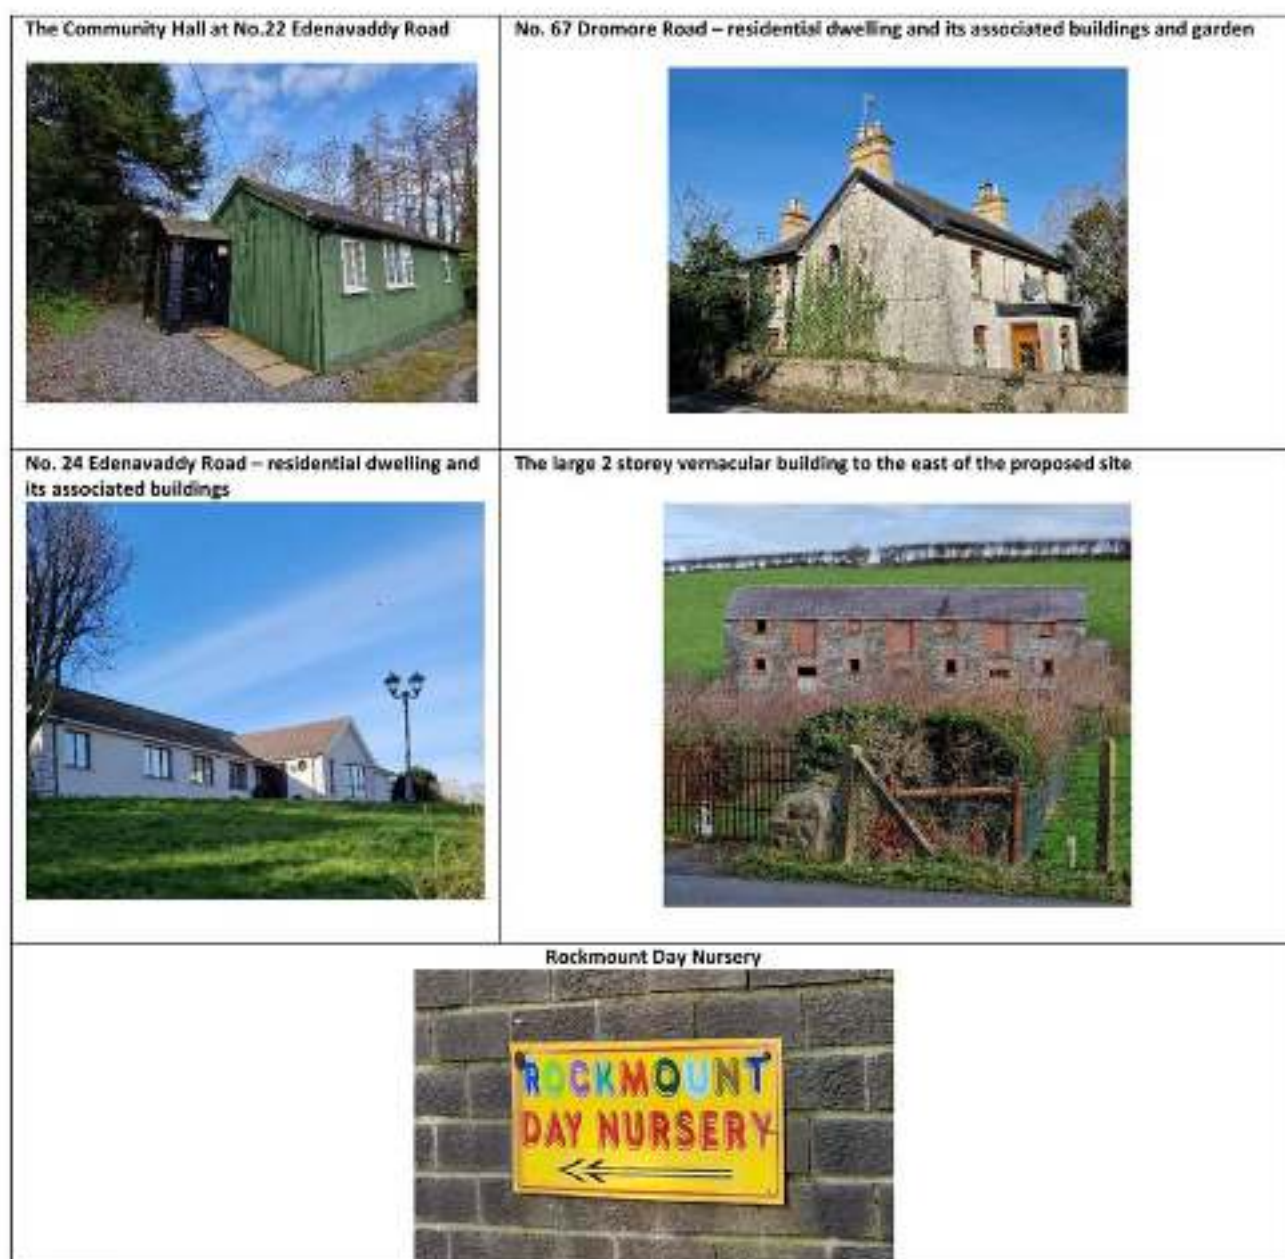 The Community Hall at No.22 Edenavaddy Road
No. 67 Dromore Road – residential dwelling and its associated buildings and garden
No. 24 Edenavaddy Road – residential dwelling and
its associated buildings
The large 2 storey vernacular building to the east of the proposed site
Rockmount Day Nursery
ROCKMOUNT
DAY NURSERY